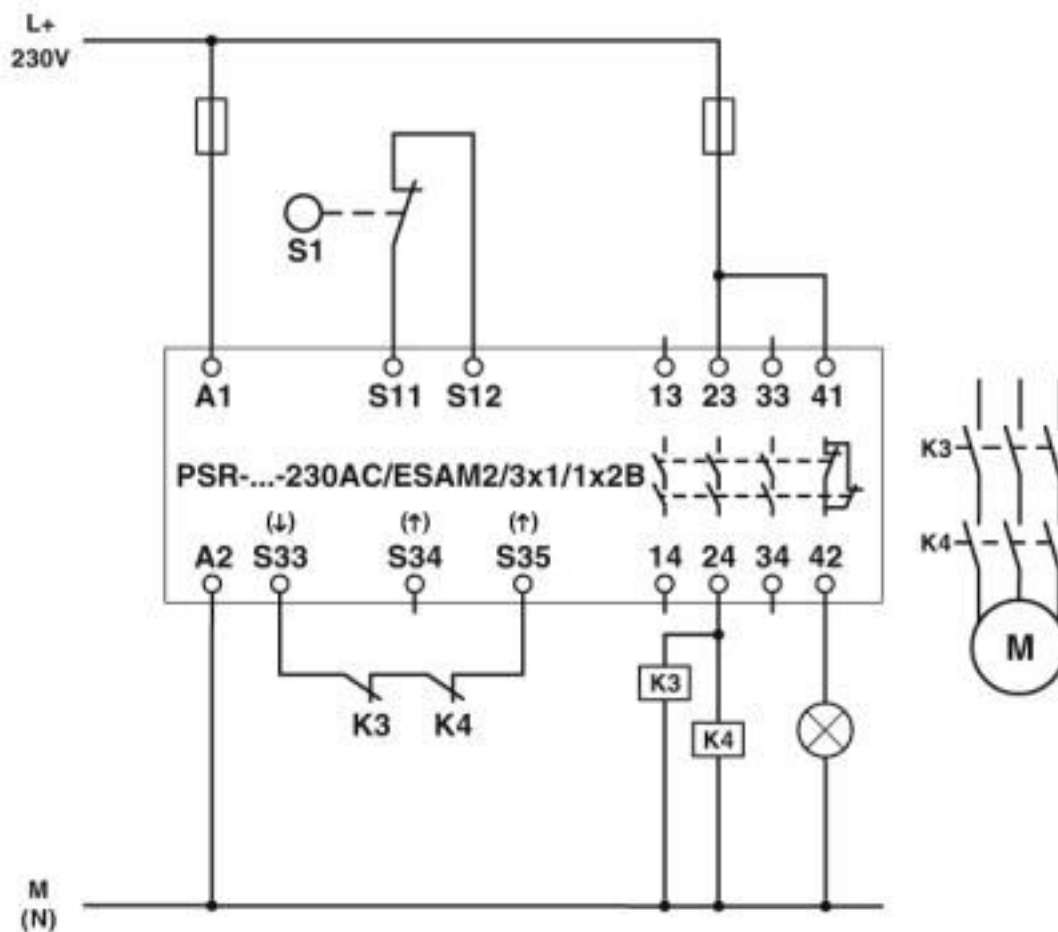 L+
230V
S1
A1 S11 S12 13 23 33 41
PSR-...-230AC/ESAM2/3x1/1x2B
(↓) (↑) (↑)
A2 S33 S34 S35 14 24 34 42
K3
K4
M
K3 K4
K3
K4
M
(N)